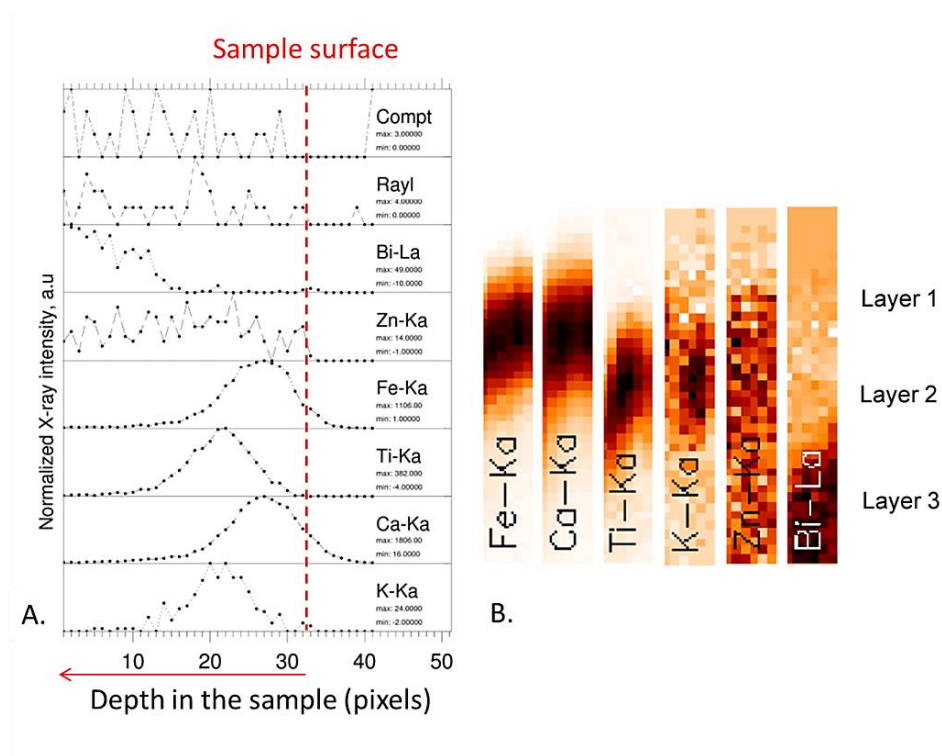 Sample surface
Normalized X-ray intensity, a.u
Compt
max: 3.00000
min: 0.00000
Rayl
max: 4.00000
min: 0.00000
Bi-La
max: 49.0000
min: -10.0000
Zn-Ka
max: 14.0000
min: -1.00000
Fe-Ka
max: 1106.00
min: 1.00000
Ti-Ka
max: 382.000
min: -4.00000
Ca-Ka
max: 1806.00
min: 16.0000
K-Ka
max: 24.0000
min: -2.00000
A.
10 20 30 40 50
Depth in the sample (pixels)
Fe-Ka
Ca-Ka
Ti-Ka
K-Ka
Zn-Ka
Bi-La
Layer 1
Layer 2
Layer 3
B.